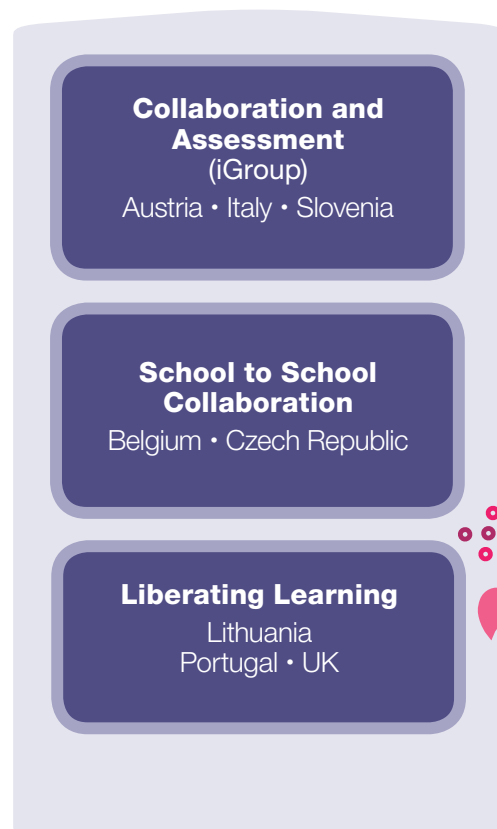 Collaboration and
Assessment
(iGroup)
Austria • Italy • Slovenia
School to School
Collaboration
Belgium • Czech Republic
Liberating Learning
Lithuania
Portugal • UK